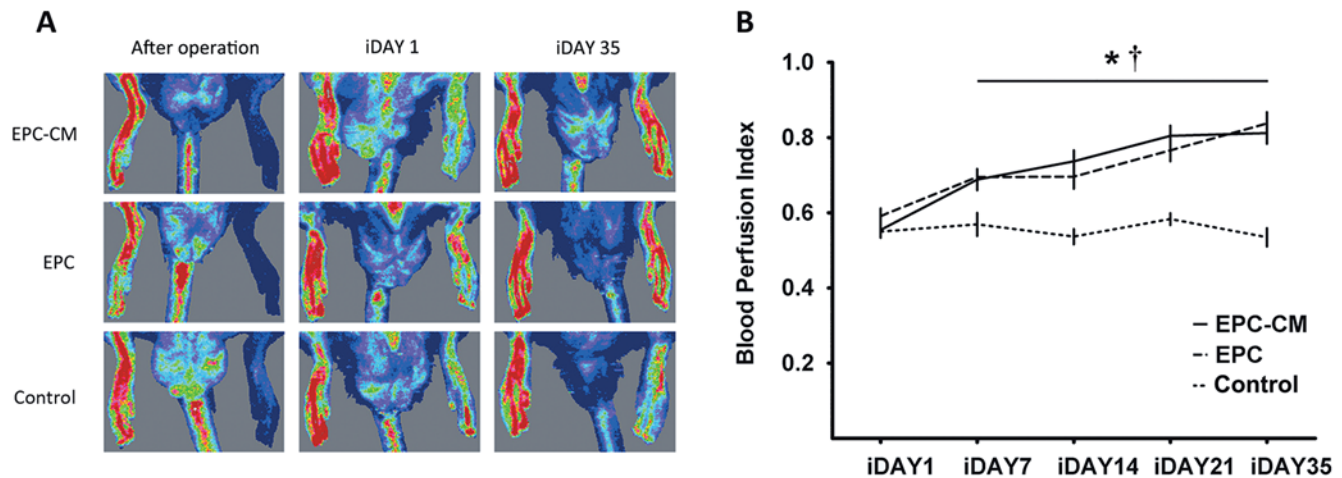 A
After operation
iDAY 1
iDAY 35
EPC-CM
EPC
Control
B
* †
1.0
0.8
0.6
0.4
0.2
Blood Perfusion Index
EPC-CM
EPC
Control
iDAY1
iDAY7
iDAY14
iDAY21
iDAY35